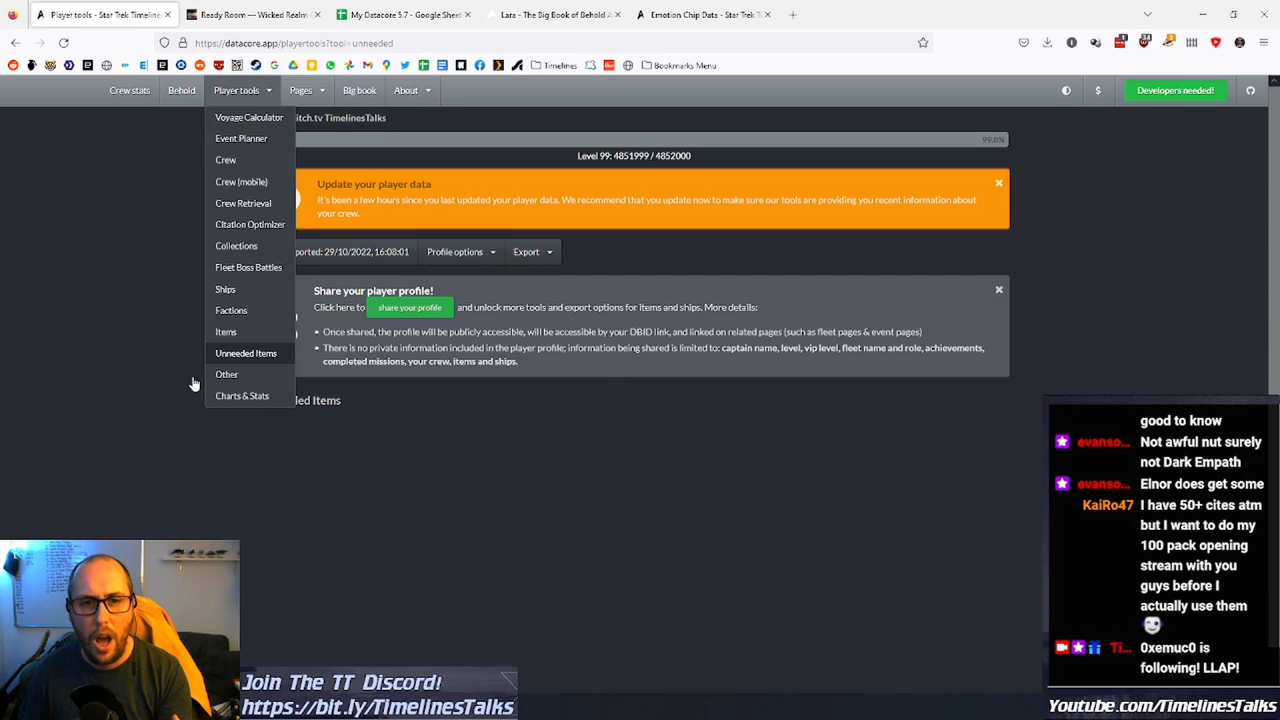 Player tools - Star Trek Timeline
Ready Room — Wicked Realm G
My Datacore 5.7 - Google Sheet
Lara - The Big Book of Behold A
Emotion Chip Data - Star Trek Ti
https://datacore.app/playertools?tool=unneeded
Timelines
Bookmarks Menu
Crew stats
Behold
Player tools
Pages
Big book
About
$
Developers needed!
Voyage Calculator
Event Planner
Crew
Crew (mobile)
Crew Retrieval
Citation Optimizer
Collections
Fleet Boss Battles
Ships
Factions
Items
Unneeded Items
Other
Charts & Stats
itch.tv TimelinesTalks
99.8%
Level 99: 4851999 / 4852000
Update your player data
It's been a few hours since you last updated your player data. We recommend that you update now to make sure our tools are providing you recent information about
your crew.
ported: 29/10/2022, 16:08:01
Profile options
Export
Share your player profile!
Click here to share your profile and unlock more tools and export options for items and ships. More details:
• Once shared, the profile will be publicly accessible, will be accessible by your DBID link, and linked on related pages (such as fleet pages & event pages)
• There is no private information included in the player profile; information being shared is limited to: captain name, level, vip level, fleet name and role, achievements,
completed missions, your crew, items and ships.
ded Items
good to know
evanso... Not awful nut surely
not Dark Empath
evanso... Elnor does get some
KaiRo47 I have 50+ cites atm
but I want to do my
100 pack opening
stream with you
guys before I
actually use them
Ti... 0xemuc0 is
following! LLAP!
Join The TT Discord!
https://bit.ly/TimelinesTalks
Youtube.com/TimelinesTalks